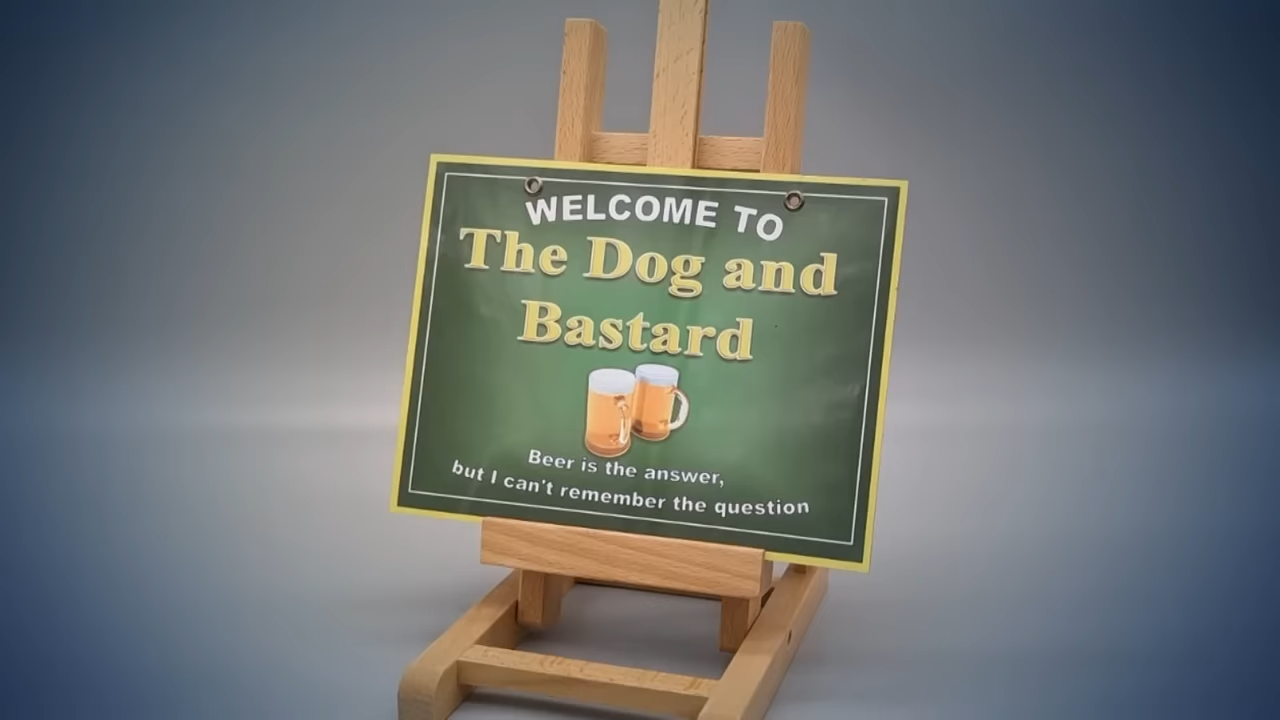 WELCOME TO
The Dog and
Bastard
Beer is the answer,
but I can't remember the question